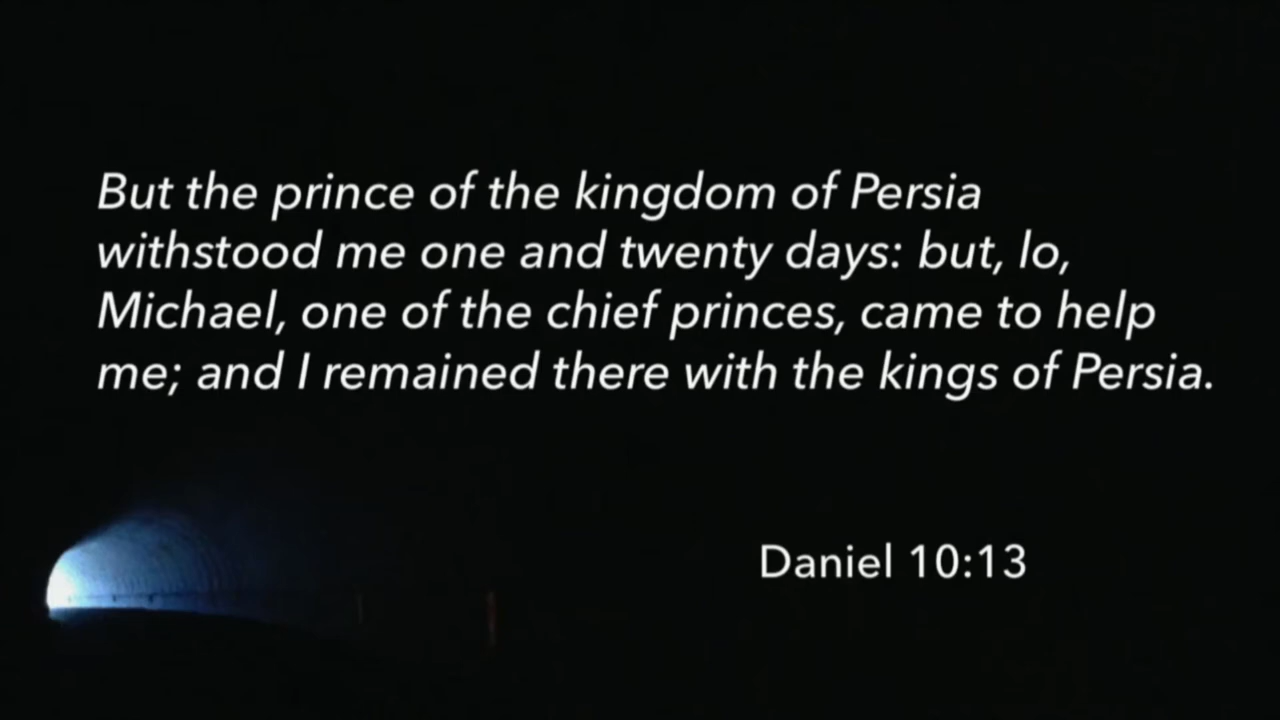 But the prince of the kingdom of Persia
withstood me one and twenty days: but, lo,
Michael, one of the chief princes, came to help
me; and I remained there with the kings of Persia.
Daniel 10:13